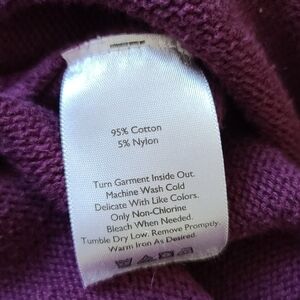 95% Cotton
5% Nylon
Turn Garment Inside Out.
Machine Wash Cold
Delicate With Like Colors.
Only Non-Chlorine
Bleach When Needed.
Tumble Dry Low. Remove Promptly.
Warm Iron As Desired.